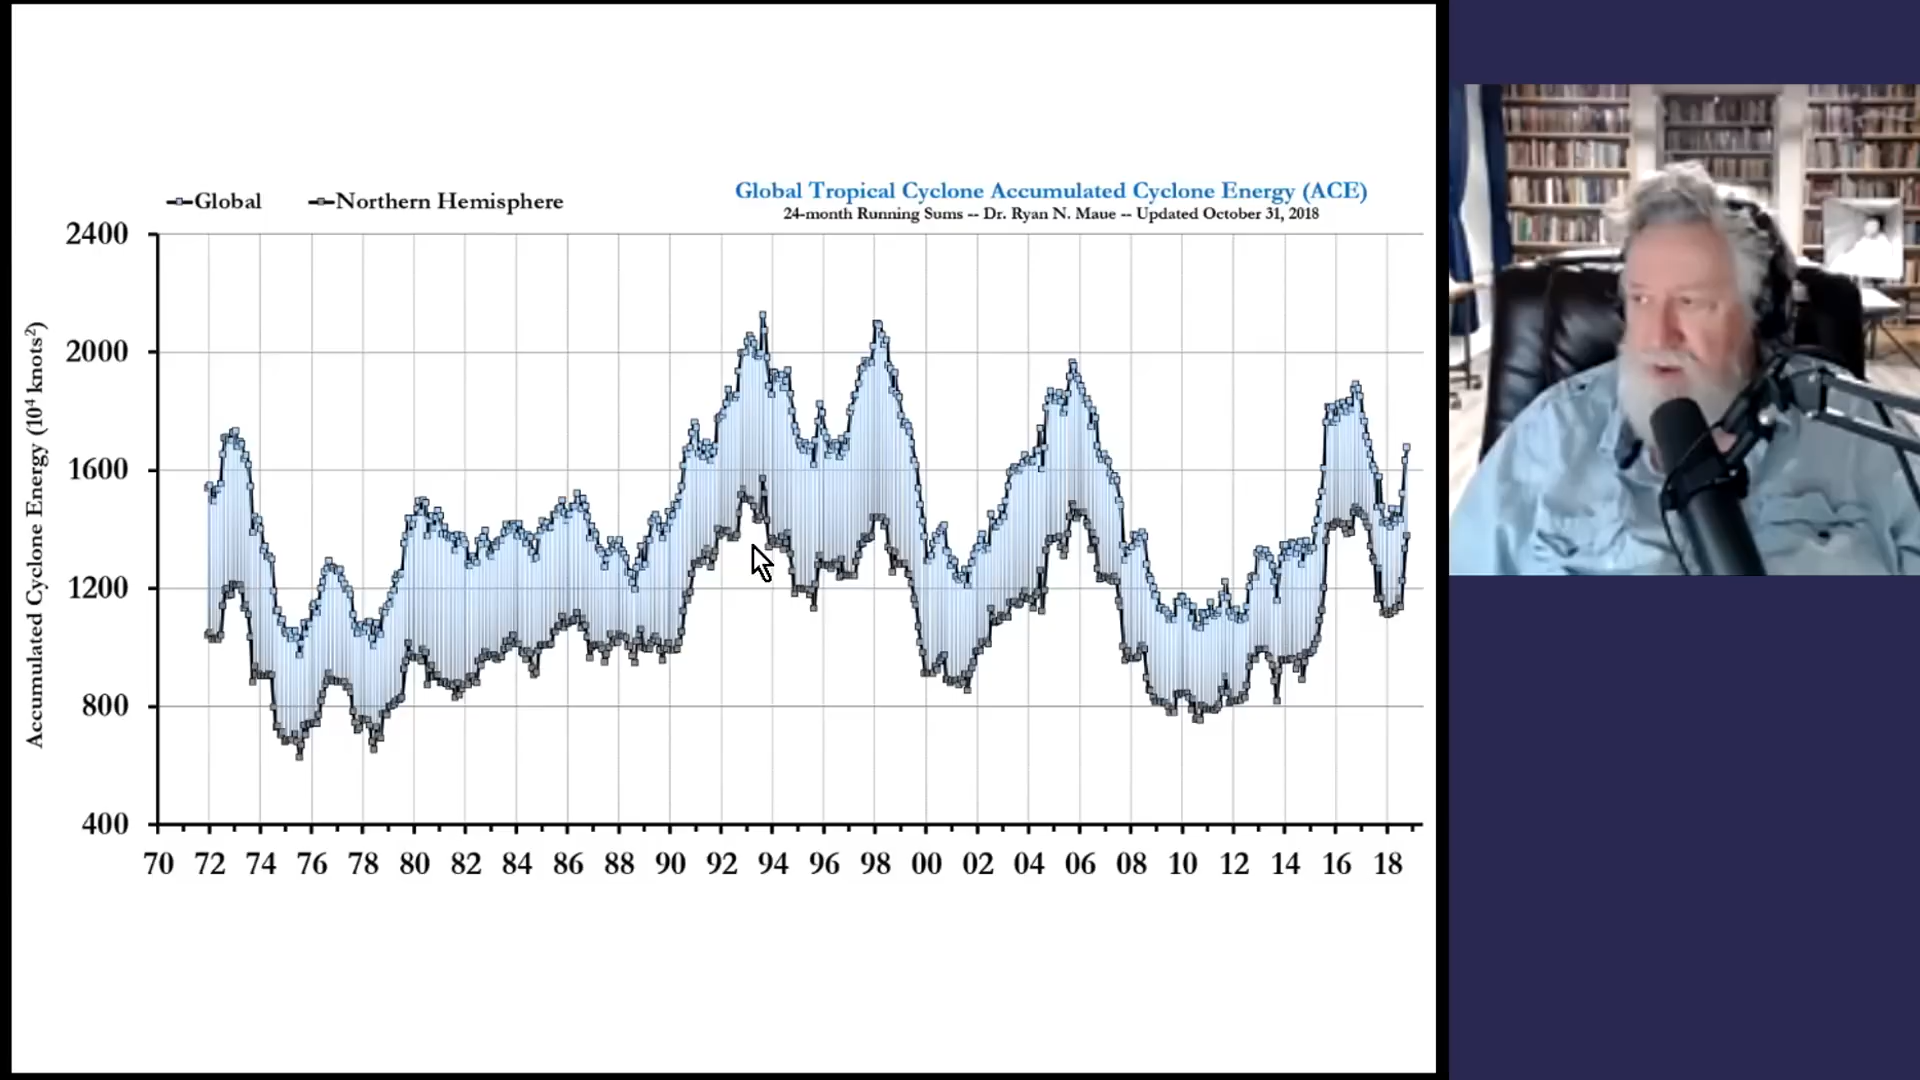 Global Northern Hemisphere
Global Tropical Cyclone Accumulated Cyclone Energy (ACE)
24-month Running Sums -- Dr. Ryan N. Maue -- Updated October 31, 2018
Accumulated Cyclone Energy (10⁴ knots²)
2400
2000
1600
1200
800
400
70 72 74 76 78 80 82 84 86 88 90 92 94 96 98 00 02 04 06 08 10 12 14 16 18